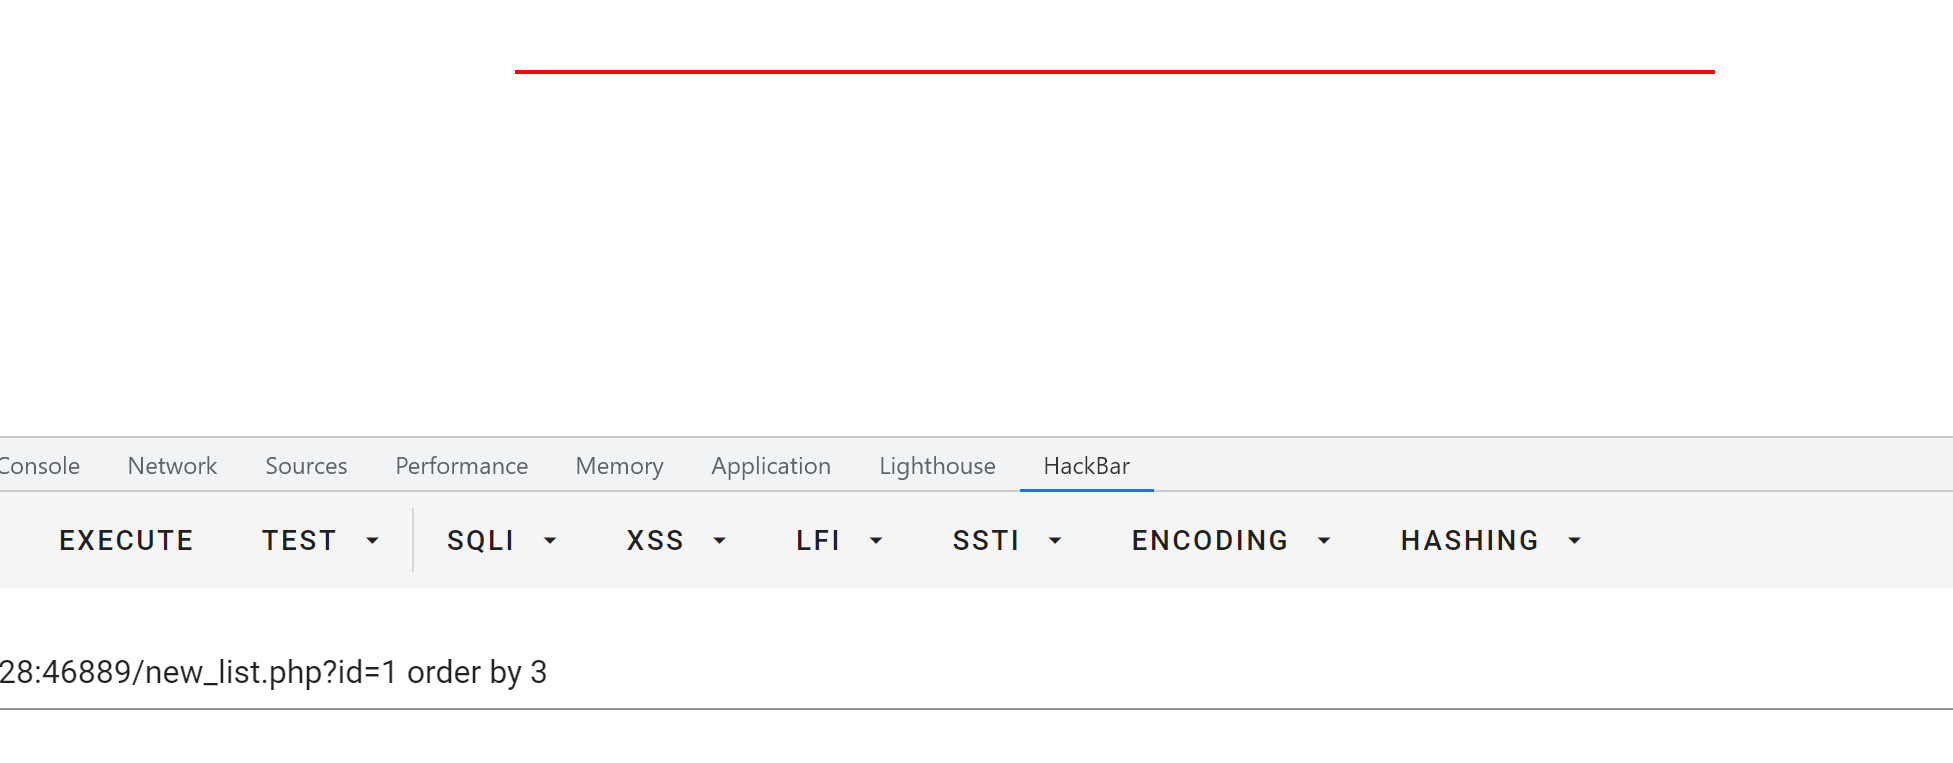 Console Network Sources Performance Memory Application Lighthouse HackBar
EXECUTE TEST SQLI XSS LFI SSTI ENCODING HASHING
28:46889/new_list.php?id=1 order by 3